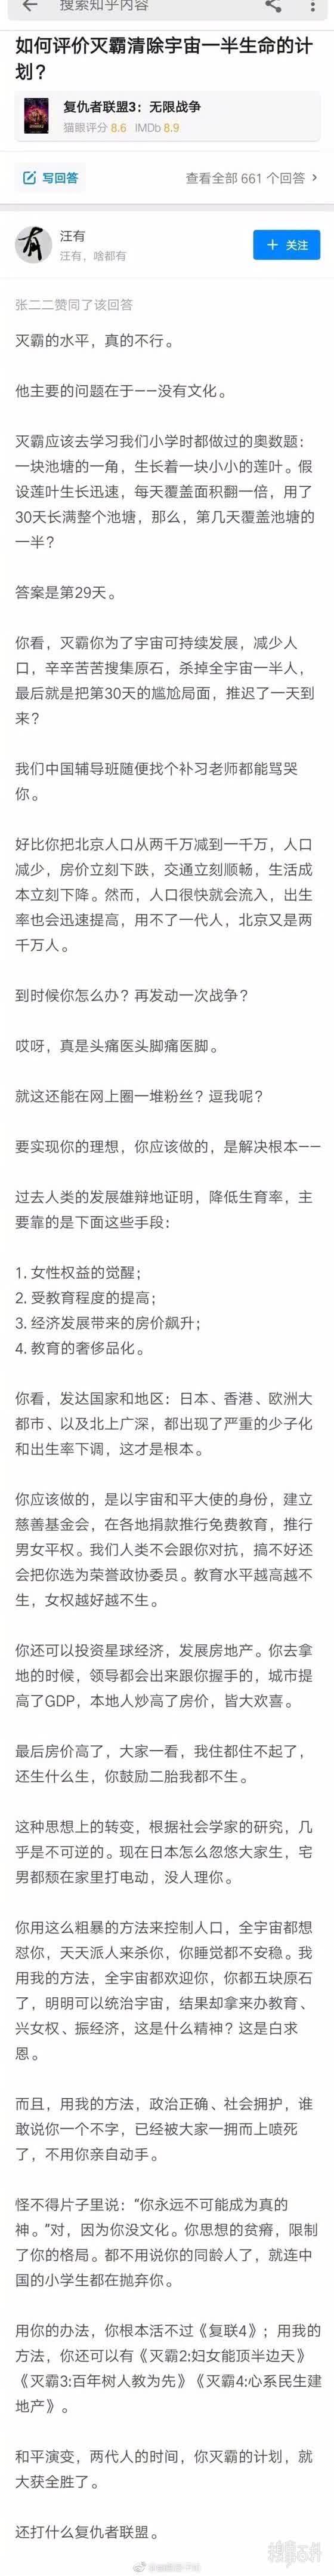 搜索知乎内容
如何评价灭霸清除宇宙一半生命的计
划？
复仇者联盟3：无限战争
猫眼评分 8.6 IMDb 8.9
写回答
查看全部 661 个回答
汪有
汪有，啥都有
关注
张二二赞同了该回答
灭霸的水平，真的不行。
他主要的问题在于——没有文化。
灭霸应该去学习我们小学时都做过的奥数题：
一块池塘的一角，生长着一块小小的莲叶。假
设莲叶生长迅速，每天覆盖面积翻一倍，用了
30天长满整个池塘，那么，第几天覆盖池塘的
一半？
答案是第29天。
你看，灭霸你为了宇宙可持续发展，减少人
口，辛辛苦苦搜集原石，杀掉全宇宙一半人，
最后就是把第30天的尴尬局面，推迟了一天到
来？
我们中国辅导班随便找个补习老师都能骂哭
你。
好比你把北京人口从两千万减到一千万，人口
减少，房价立刻下跌，交通立刻顺畅，生活成
本立刻下降。然而，人口很快就会流入，出生
率也会迅速提高，用不了一代人，北京又是两
千万人。
到时候你怎么办？再发动一次战争？
哎呀，真是头痛医头脚痛医脚。
就这还能在网上圈一堆粉丝？逗我呢？
要实现你的理想，你应该做的，是解决根本——
过去人类的发展雄辩地证明，降低生育率，主
要靠的是下面这些手段：
1. 女性权益的觉醒；
2. 受教育程度的提高；
3. 经济发展带来的房价飙升；
4. 教育的奢侈品化。
你看，发达国家和地区：日本、香港、欧洲大
都市、以及北上广深，都出现了严重的少子化
和出生率下调，这才是根本。
你应该做的，是以宇宙和平大使的身份，建立
慈善基金会，在各地捐款推行免费教育，推行
男女平权。我们人类不会跟你对抗，搞不好还
会把你选为荣誉政协委员。教育水平越高越不
生，女权越好越不生。
你还可以投资星球经济，发展房地产。你去拿
地的时候，领导都会出来跟你握手的，城市提
高了GDP，本地人炒高了房价，皆大欢喜。
最后房价高了，大家一看，我住都住不起了，
还生什么生，你鼓励二胎我都不生。
这种思想上的转变，根据社会学家的研究，几
乎是不可逆的。现在日本怎么忽悠大家生，宅
男都颓在家里打电动，没人理你。
你用这么粗暴的方法来控制人口，全宇宙都想
怼你，天天派人来杀你，你睡觉都不安稳。我
用我的方法，全宇宙都欢迎你，你都五块原石
了，明明可以统治宇宙，结果却拿来办教育、
兴女权、振经济，这是什么精神？这是白求
恩。
而且，用我的方法，政治正确、社会拥护，谁
敢说你一个不字，已经被大家一拥而上喷死
了，不用你亲自动手。
怪不得片子里说：“你永远不可能成为真的
神。”对，因为你没文化。你思想的贫瘠，限制
了你的格局。都不用说你的同龄人了，就连中
国的小学生都在抛弃你。
用你的办法，你根本活不过《复联4》；用我的
方法，你还可以有《灭霸2:妇女能顶半边天》
《灭霸3:百年树人教为先》《灭霸4:心系民生建
地产》。
和平演变，两代人的时间，你灭霸的计划，就
大获全胜了。
还打什么复仇者联盟。